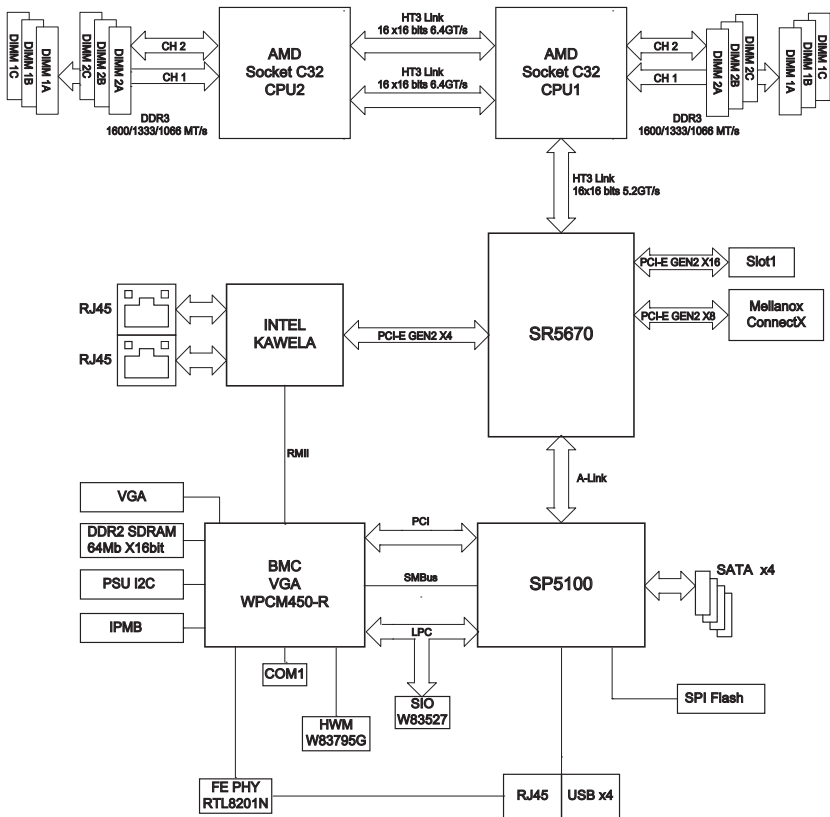 DIMM 1C
DIMM 1B
DIMM 1A
DIMM 2C
DIMM 2B
DIMM 2A
CH 2
CH 1
DDR3
1600/1333/1066 MT/s
AMD
Socket C32
CPU2
HT3 Link
16 x16 bits 6.4GT/s
HT3 Link
16 x16 bits 6.4GT/s
AMD
Socket C32
CPU1
CH 2
CH 1
DIMM 2A
DIMM 2B
DIMM 2C
DIMM 1A
DIMM 1B
DIMM 1C
DDR3
1600/1333/1066 MT/s
HT3 Link
16x16 bits 5.2GT/s
RJ45
RJ45
INTEL
KAWELA
PCI-E GEN2 X4
SR5670
PCI-E GEN2 X16
Slot1
PCI-E GEN2 X8
Mellanox
ConnectX
RMII
A-Link
VGA
DDR2 SDRAM
64Mb X16bit
PSU I2C
IPMB
BMC
VGA
WPCM450-R
PCI
SMBus
LPC
SP5100
SATA x4
COM1
HWM
W83795G
SIO
W83527
SPI Flash
FE PHY
RTL8201N
RJ45
USB x4